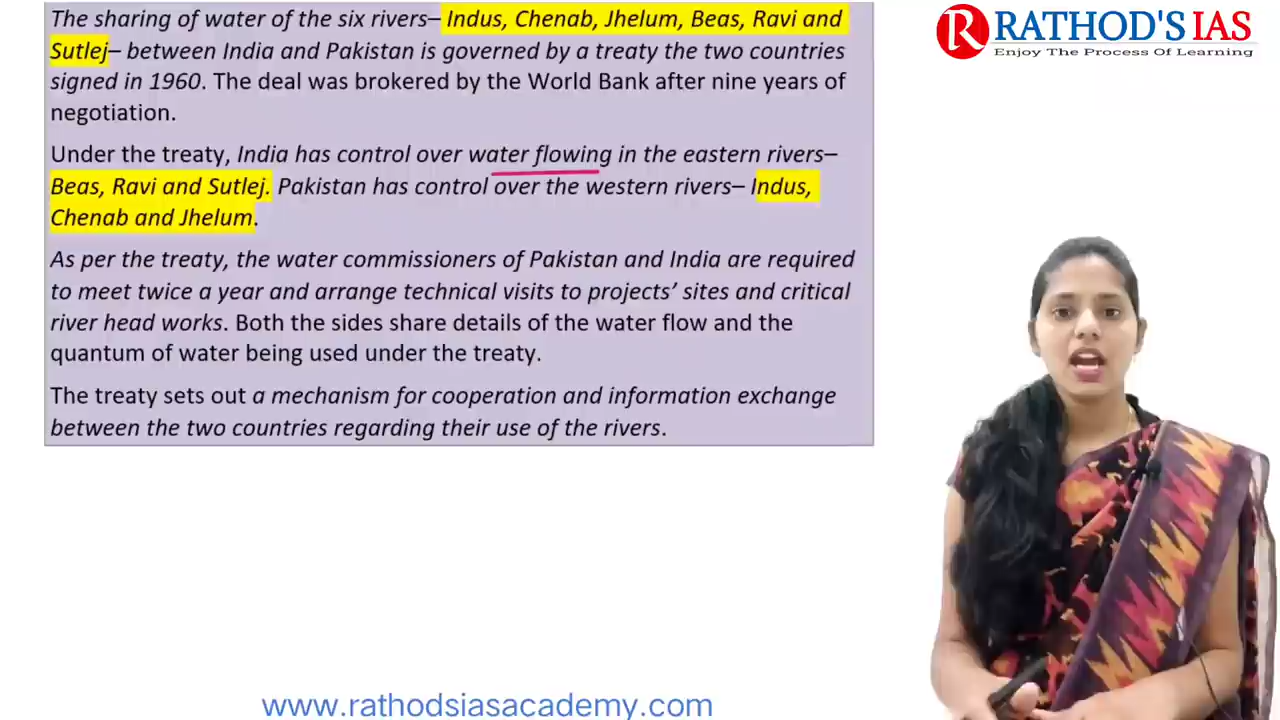 The sharing of water of the six rivers– Indus, Chenab, Jhelum, Beas, Ravi and
Sutlej– between India and Pakistan is governed by a treaty the two countries
signed in 1960. The deal was brokered by the World Bank after nine years of
negotiation.
Under the treaty, India has control over water flowing in the eastern rivers–
Beas, Ravi and Sutlej. Pakistan has control over the western rivers– Indus,
Chenab and Jhelum.
As per the treaty, the water commissioners of Pakistan and India are required
to meet twice a year and arrange technical visits to projects’ sites and critical
river head works. Both the sides share details of the water flow and the
quantum of water being used under the treaty.
The treaty sets out a mechanism for cooperation and information exchange
between the two countries regarding their use of the rivers.
R RATHOD'S IAS
Enjoy The Process Of Learning
www.rathodsiasacademy.com